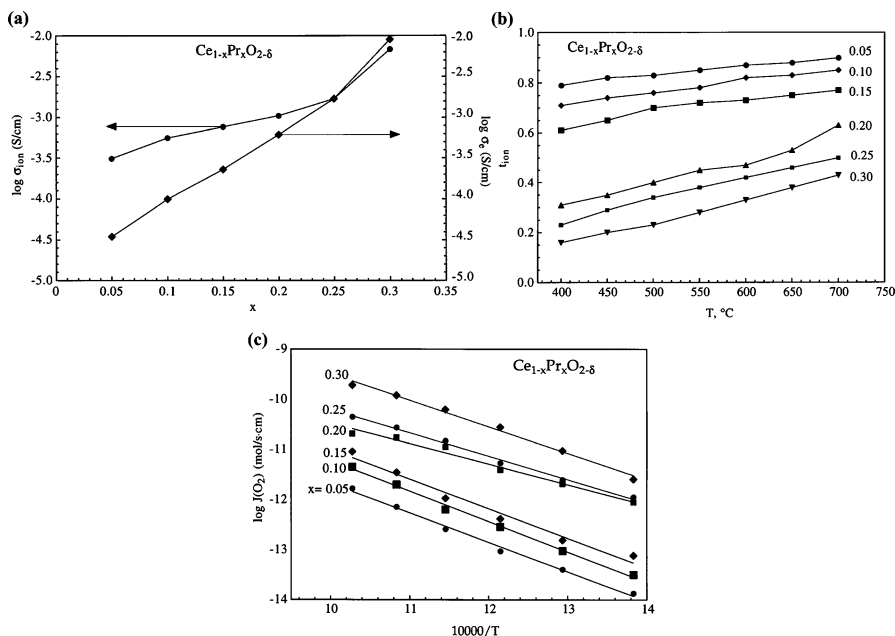 (a)
Ce1-xPrxO2-δ
log σion (S/cm)
-2.0
-2.5
-3.0
-3.5
-4.0
-4.5
-5.0
-2.0
-2.5
-3.0
-3.5
-4.0
-4.5
-5.0
log σe (S/cm)
0 0.05 0.1 0.15 0.2 0.25 0.3 0.35
x
(b)
Ce1-xPrxO2-δ
tion
1.0
0.8
0.6
0.4
0.2
0
0.05
0.10
0.15
0.20
0.25
0.30
400 450 500 550 600 650 700 750
T, °C
(c)
Ce1-xPrxO2-δ
log J(O2) (mol/s·cm)
-9
-10
-11
-12
-13
-14
0.30
0.25
0.20
0.15
0.10
x= 0.05
10 11 12 13 14
10000/T